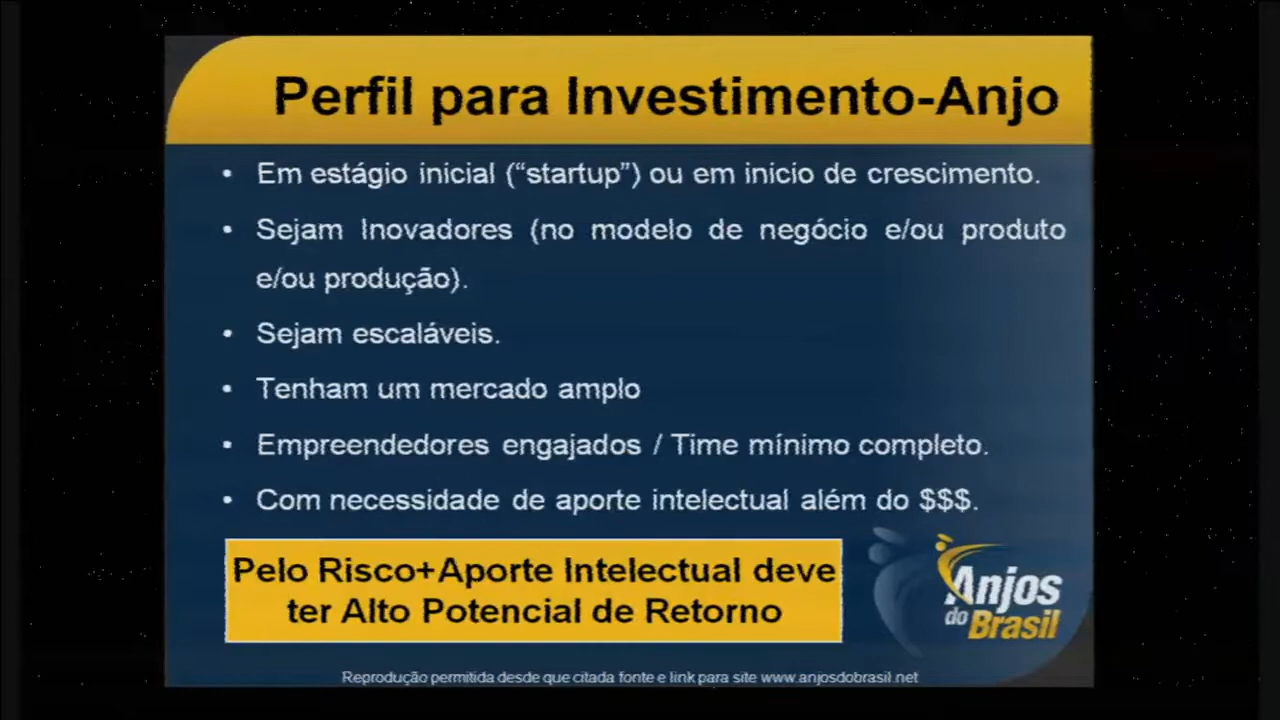 Perfil para Investimento-Anjo
• Em estágio inicial (“startup”) ou em início de crescimento.
• Sejam Inovadores (no modelo de negócio e/ou produto
e/ou produção).
• Sejam escaláveis.
• Tenham um mercado amplo
• Empreendedores engajados / Time mínimo completo.
• Com necessidade de aporte intelectual além do $$$.
Pelo Risco+Aporte Intelectual deve
ter Alto Potencial de Retorno
Anjos
do Brasil
Reprodução permitida desde que citada fonte e link para site www.anjosdobrasil.net